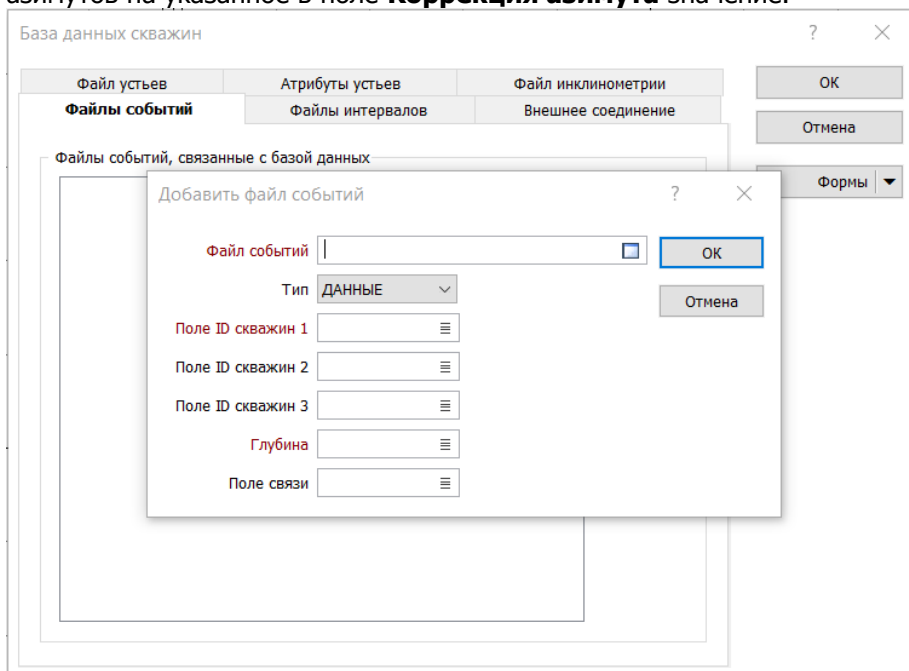 азимутов на указанное в поле Коррекция азимута значение.
База данных скважин
Файл устьев Атрибуты устьев Файл инклинометрии
Файлы событий Файлы интервалов Внешнее соединение
ОК
Отмена
Формы
Файлы событий, связанные с базой данных
Добавить файл событий
Файл событий
Тип ДАННЫЕ
Поле ID скважин 1
Поле ID скважин 2
Поле ID скважин 3
Глубина
Поле связи
ОК
Отмена